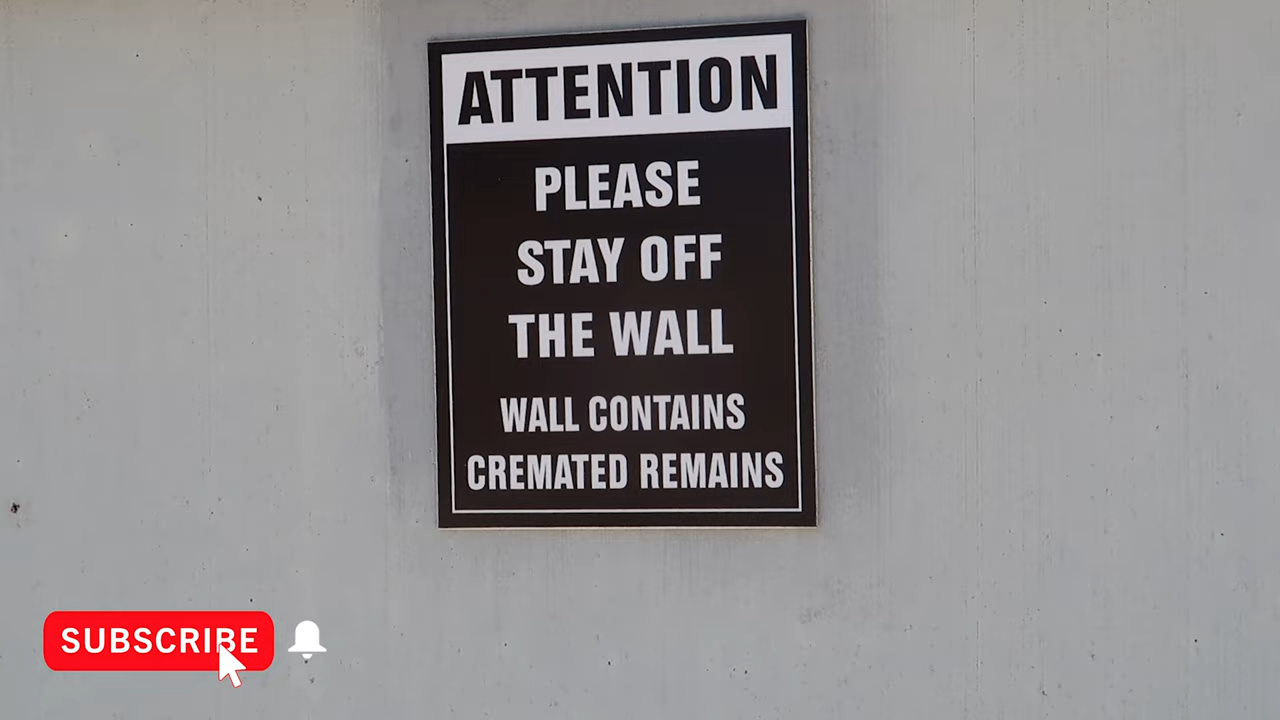 ATTENTION
PLEASE
STAY OFF
THE WALL
WALL CONTAINS
CREMATED REMAINS
SUBSCRIBE